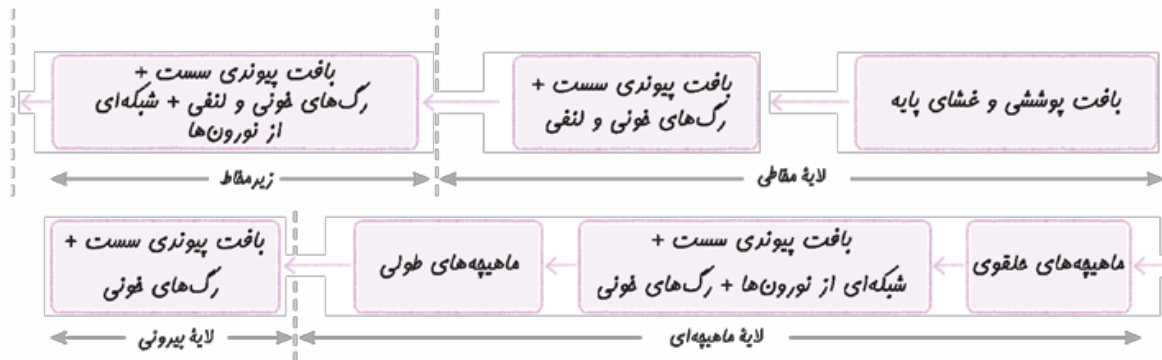 بافت پوششی و غشای پایه
بافت پیوندی سست +
رگ‌های خونی و لنفی
بافت پیوندی سست +
رگ‌های خونی و لنفی + شبکه‌ای
از نورون‌ها
لایهٔ مخاطی
زیرمخاط
ماهیچه‌های حلقوی
بافت پیوندی سست +
شبکه‌ای از نورون‌ها + رگ‌های خونی
ماهیچه‌های طولی
بافت پیوندی سست +
رگ‌های خونی
لایهٔ ماهیچه‌ای
لایهٔ بیرونی